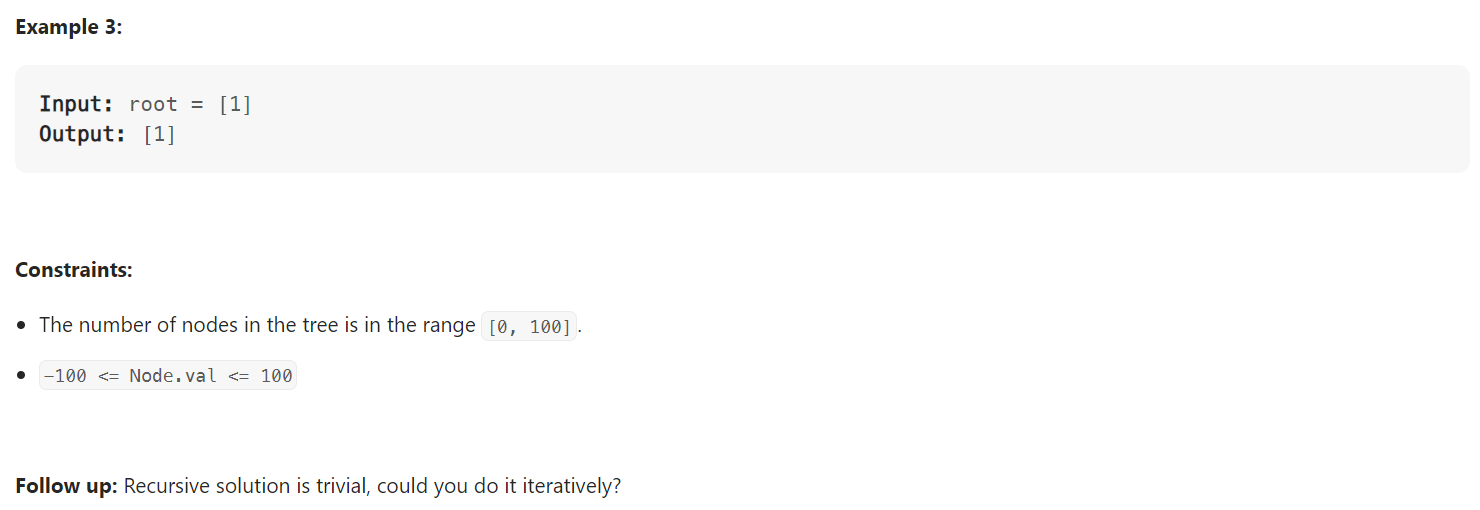 Example 3:
Input: root = [1]
Output: [1]
Constraints:
• The number of nodes in the tree is in the range [0, 100].
• -100 <= Node.val <= 100
Follow up: Recursive solution is trivial, could you do it iteratively?